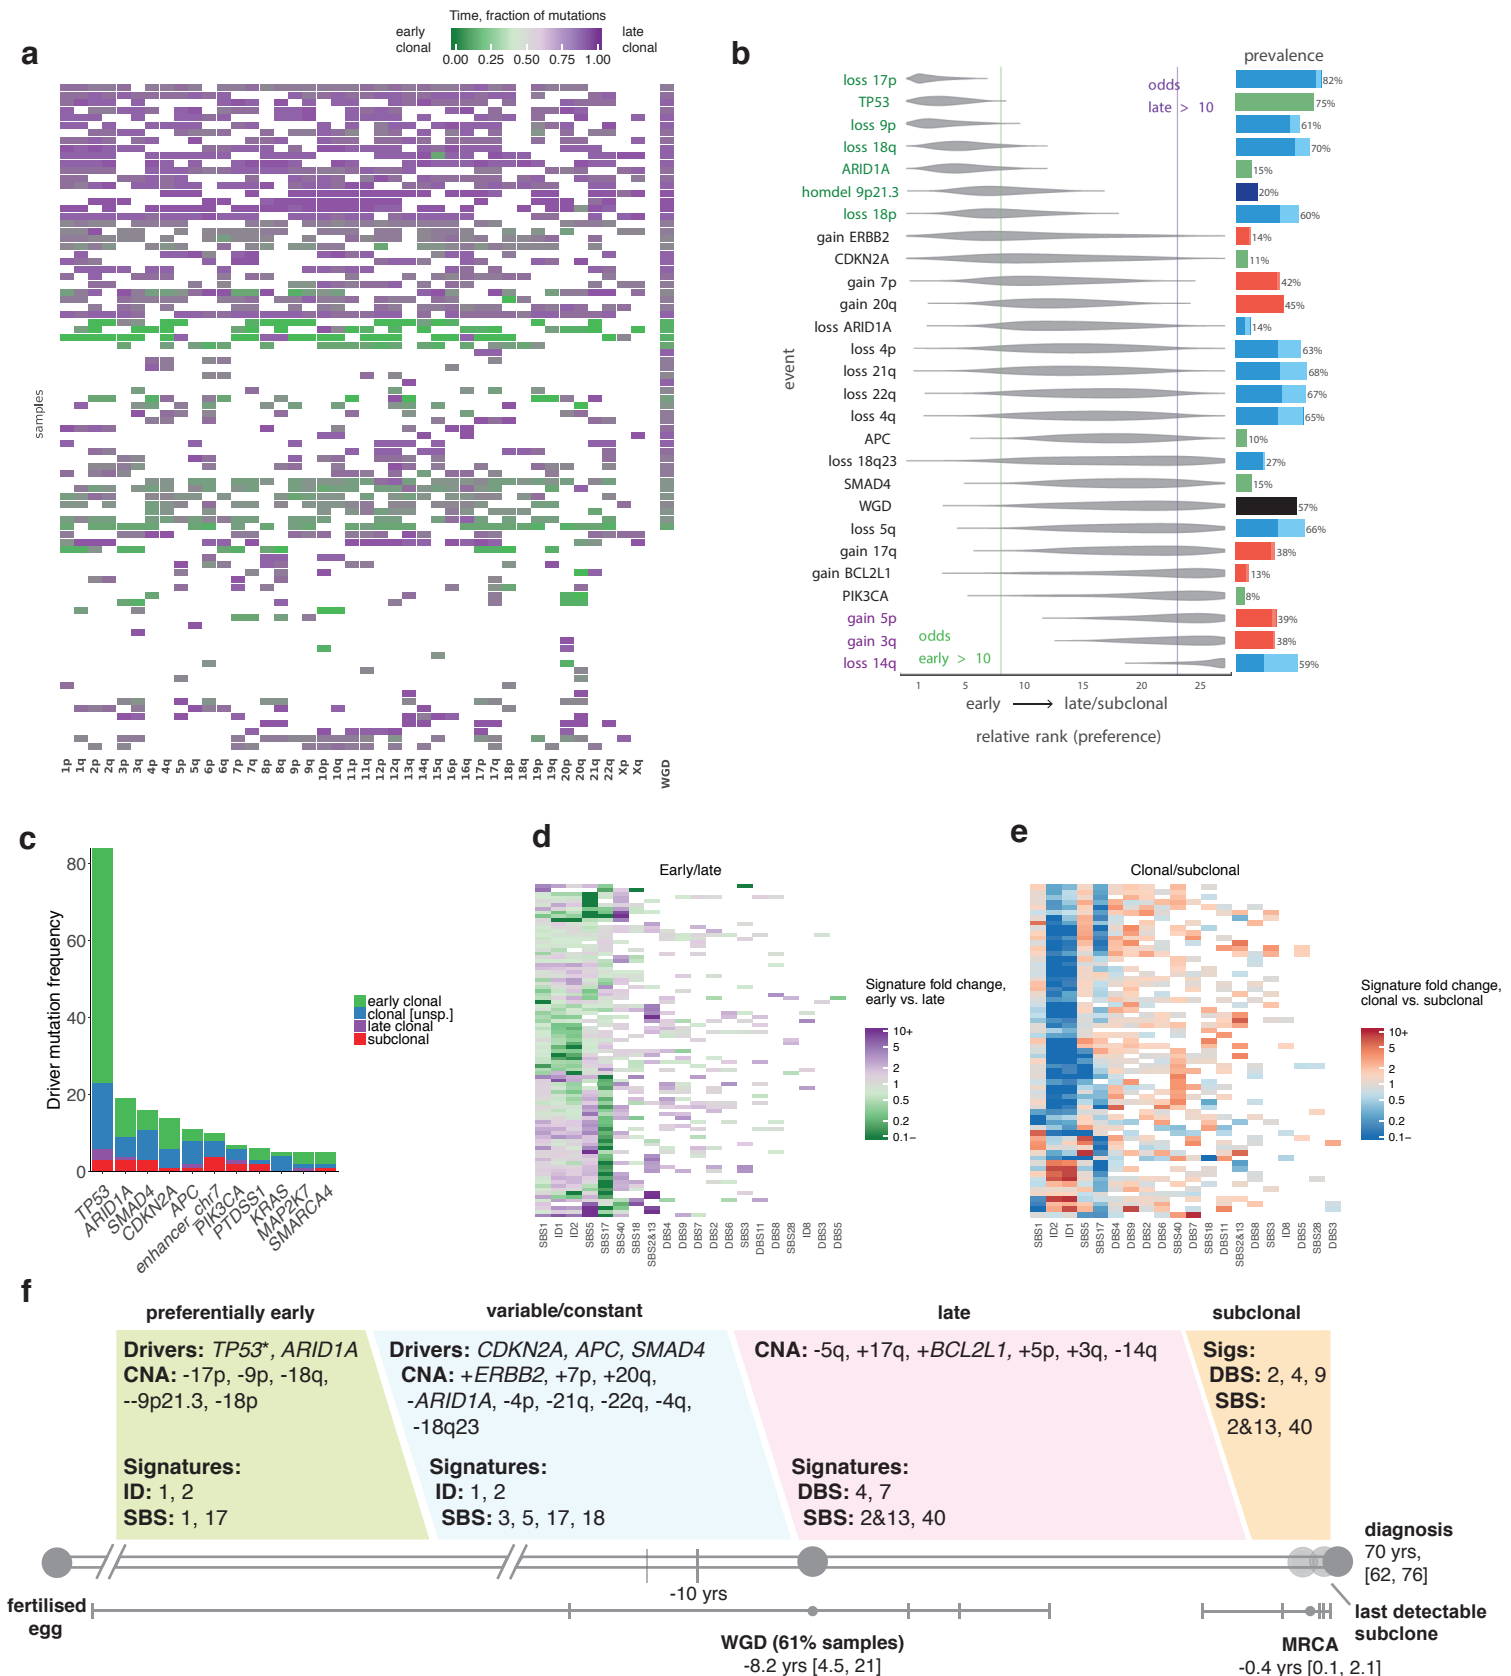 a
Time, fraction of mutations
early
clonal
late
clonal
0.00 0.25 0.50 0.75 1.00
samples
1p 1q 2p 2q 3p 3q 4p 4q 5p 5q 6p 6q 7p 7q 8p 8q 9p 9q 10p 10q 11p 11q 12p 12q 13q 14q 15q 16p 16q 17p 17q 18p 18q 19p 19q 20p 20q 21q 22q Xp Xq WGD
b
prevalence
odds
late > 10
loss 17p 82%
TP53 75%
loss 9p 61%
loss 18q 70%
ARID1A 15%
homdel 9p21.3 20%
loss 18p 60%
gain ERBB2 14%
CDKN2A 11%
gain 7p 42%
gain 20q 45%
loss ARID1A 14%
loss 4p 63%
loss 21q 68%
loss 22q 67%
loss 4q 65%
APC 10%
loss 18q23 27%
SMAD4 15%
WGD 57%
loss 5q 66%
gain 17q 38%
gain BCL2L1 13%
PIK3CA 8%
gain 5p 39%
gain 3q 38%
loss 14q 59%
event
odds
early > 10
1 5 10 15 20 25
early late/subclonal
relative rank (preference)
c
Driver mutation frequency
80
60
40
20
0
early clonal
clonal [unsp.]
late clonal
subclonal
TP53
ARID1A
SMAD4
CDKN2A
APC
enhancer_chr7
PIK3CA
PTDSS1
KRAS
MAP2K7
SMARCA4
d
Early/late
Signature fold change,
early vs. late
10+
5
2
1
0.5
0.2
0.1−
SBS1 ID1 ID2 SBS5 SBS17 SBS40 SBS18 SBS2&13 DBS4 DBS9 DBS7 DBS2 DBS6 SBS3 DBS11 DBS8 SBS28 ID8 DBS3 DBS5
e
Clonal/subclonal
Signature fold change,
clonal vs. subclonal
10+
5
2
1
0.5
0.2
0.1−
SBS1 ID2 ID1 SBS5 SBS17 DBS4 DBS9 DBS2 DBS6 SBS40 DBS7 SBS18 DBS11 SBS2&13 DBS8 SBS3 ID8 DBS5 SBS28 DBS3
f
preferentially early
variable/constant
late
subclonal
Drivers: TP53*, ARID1A
CNA: -17p, -9p, -18q,
--9p21.3, -18p
Signatures:
ID: 1, 2
SBS: 1, 17
Drivers: CDKN2A, APC, SMAD4
CNA: +ERBB2, +7p, +20q,
-ARID1A, -4p, -21q, -22q, -4q,
-18q23
Signatures:
ID: 1, 2
SBS: 3, 5, 17, 18
CNA: -5q, +17q, +BCL2L1, +5p, +3q, -14q
Signatures:
DBS: 4, 7
SBS: 2&13, 40
Sigs:
DBS: 2, 4, 9
SBS:
2&13, 40
diagnosis
70 yrs,
[62, 76]
-10 yrs
fertilised
egg
last detectable
subclone
WGD (61% samples)
-8.2 yrs [4.5, 21]
MRCA
-0.4 yrs [0.1, 2.1]